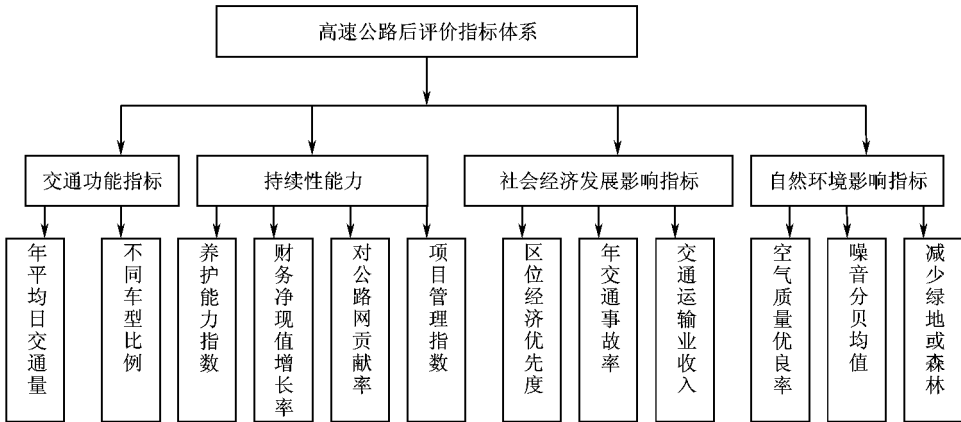 高速公路后评价指标体系
交通功能指标
持续性能力
社会经济发展影响指标
自然环境影响指标
年平均日交通量
不同车型比例
养护能力指数
财务净现值增长率
对公路网贡献率
项目管理指数
区位经济优先度
年交通事故率
交通运输业收入
空气质量优良率
噪音分贝均值
减少绿地或森林